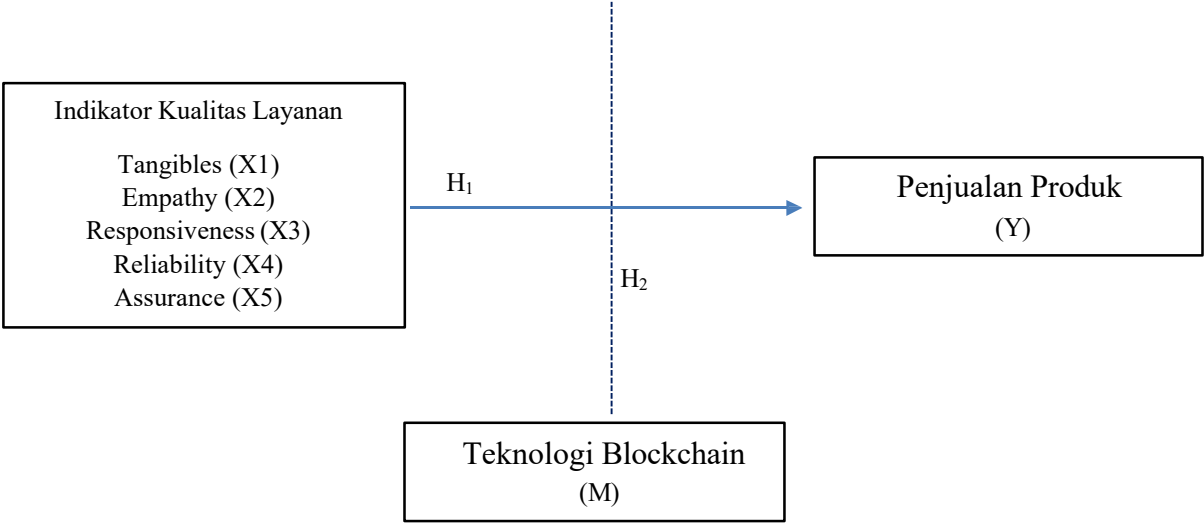 Indikator Kualitas Layanan
Tangibles (X1)
Empathy (X2)
Responsiveness (X3)
Reliability (X4)
Assurance (X5)
H₁
Penjualan Produk
(Y)
H₂
Teknologi Blockchain
(M)